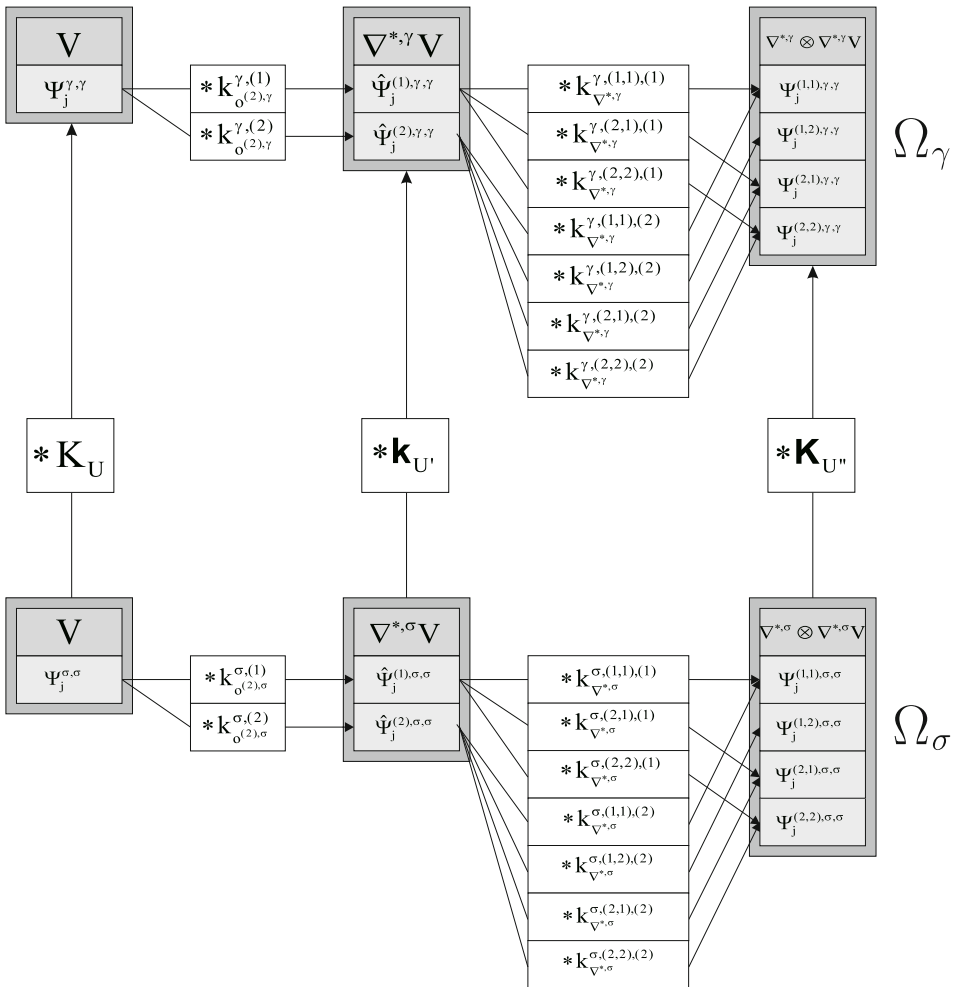 V
Ψ_j^{γ,γ}
* k_{o^{(2),γ}}^{γ,(1)}
* k_{o^{(2),γ}}^{γ,(2)}
∇^{*,γ}V
Ψ̂_j^{(1),γ,γ}
Ψ̂_j^{(2),γ,γ}
* k_{∇^{*,γ}}^{γ,(1,1),(1)}
* k_{∇^{*,γ}}^{γ,(2,1),(1)}
* k_{∇^{*,γ}}^{γ,(2,2),(1)}
* k_{∇^{*,γ}}^{γ,(1,1),(2)}
* k_{∇^{*,γ}}^{γ,(1,2),(2)}
* k_{∇^{*,γ}}^{γ,(2,1),(2)}
* k_{∇^{*,γ}}^{γ,(2,2),(2)}
∇^{*,γ} ⊗ ∇^{*,γ}V
Ψ_j^{(1,1),γ,γ}
Ψ_j^{(1,2),γ,γ}
Ψ_j^{(2,1),γ,γ}
Ψ_j^{(2,2),γ,γ}
Ω_γ
* K_U
* k_{U'}
* K_{U''}
V
Ψ_j^{σ,σ}
* k_{o^{(2),σ}}^{σ,(1)}
* k_{o^{(2),σ}}^{σ,(2)}
∇^{*,σ}V
Ψ̂_j^{(1),σ,σ}
Ψ̂_j^{(2),σ,σ}
* k_{∇^{*,σ}}^{σ,(1,1),(1)}
* k_{∇^{*,σ}}^{σ,(2,1),(1)}
* k_{∇^{*,σ}}^{σ,(2,2),(1)}
* k_{∇^{*,σ}}^{σ,(1,1),(2)}
* k_{∇^{*,σ}}^{σ,(1,2),(2)}
* k_{∇^{*,σ}}^{σ,(2,1),(2)}
* k_{∇^{*,σ}}^{σ,(2,2),(2)}
∇^{*,σ} ⊗ ∇^{*,σ}V
Ψ_j^{(1,1),σ,σ}
Ψ_j^{(1,2),σ,σ}
Ψ_j^{(2,1),σ,σ}
Ψ_j^{(2,2),σ,σ}
Ω_σ